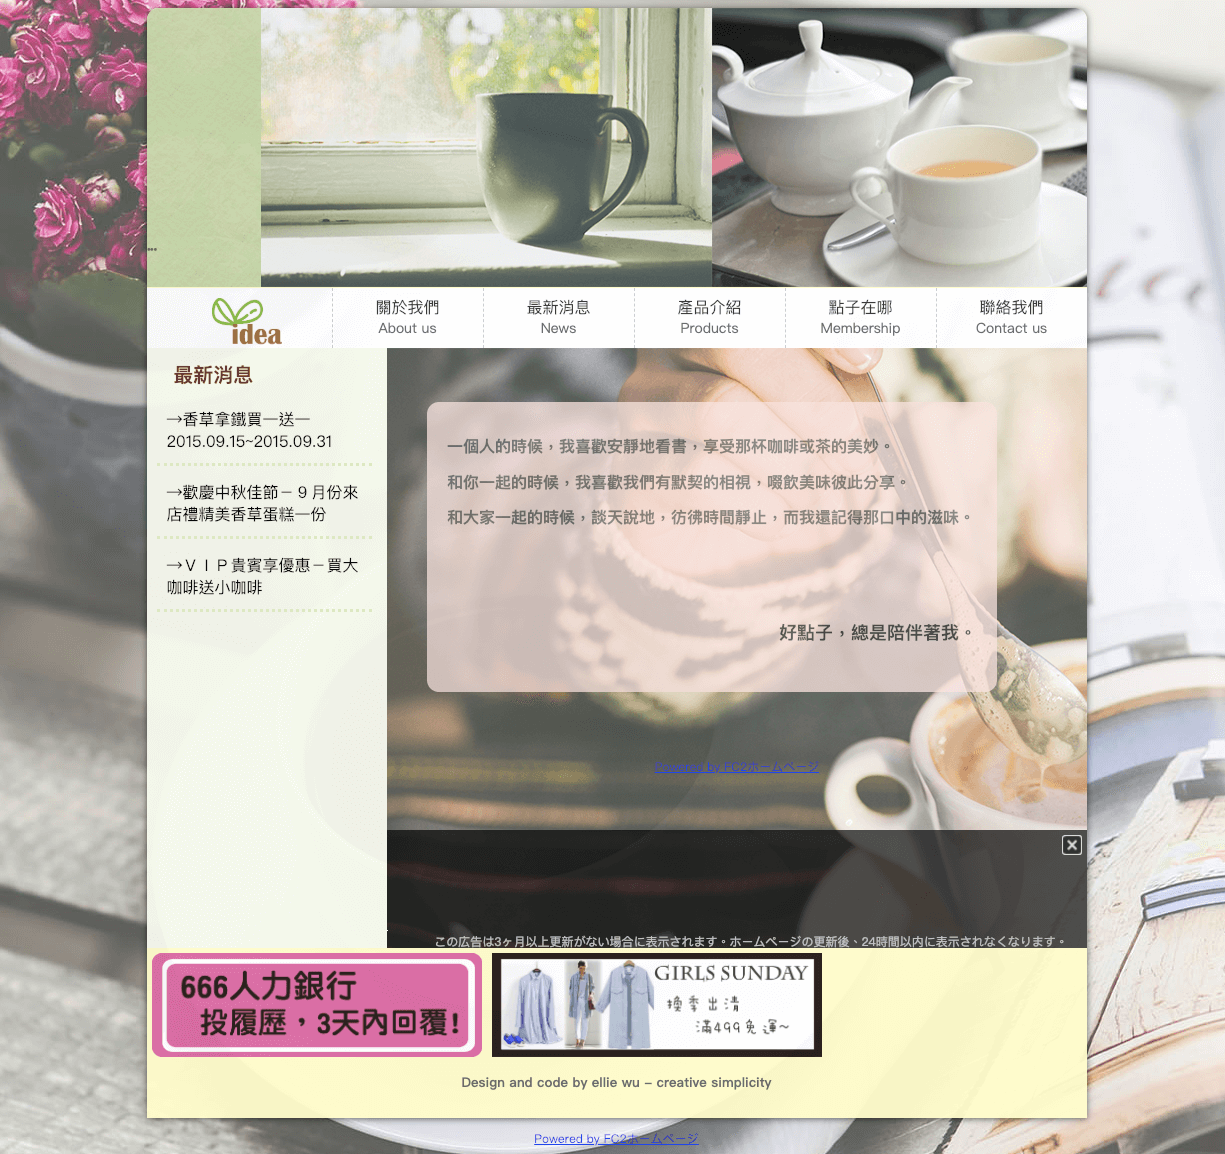 idea
關於我們
About us
最新消息
News
產品介紹
Products
點子在哪
Membership
聯絡我們
Contact us
最新消息
→香草拿鐵買一送一
2015.09.15~2015.09.31
→歡慶中秋佳節－９月份來
店禮精美香草蛋糕一份
→ＶＩＰ貴賓享優惠－買大
咖啡送小咖啡
一個人的時候，我喜歡安靜地看書，享受那杯咖啡或茶的美妙。
和你一起的時候，我喜歡我們有默契的相視，啜飲美味彼此分享。
和大家一起的時候，談天說地，彷彿時間靜止，而我還記得那口中的滋味。
好點子，總是陪伴著我。
Powered by FC2ホームページ
この広告は3ヶ月以上更新がない場合に表示されます。ホームページの更新後、24時間以内に表示されなくなります。
666人力銀行
投履歷，3天內回覆!
GIRLS SUNDAY
換季出清
滿499免運~
Design and code by ellie wu – creative simplicity
Powered by FC2ホームページ